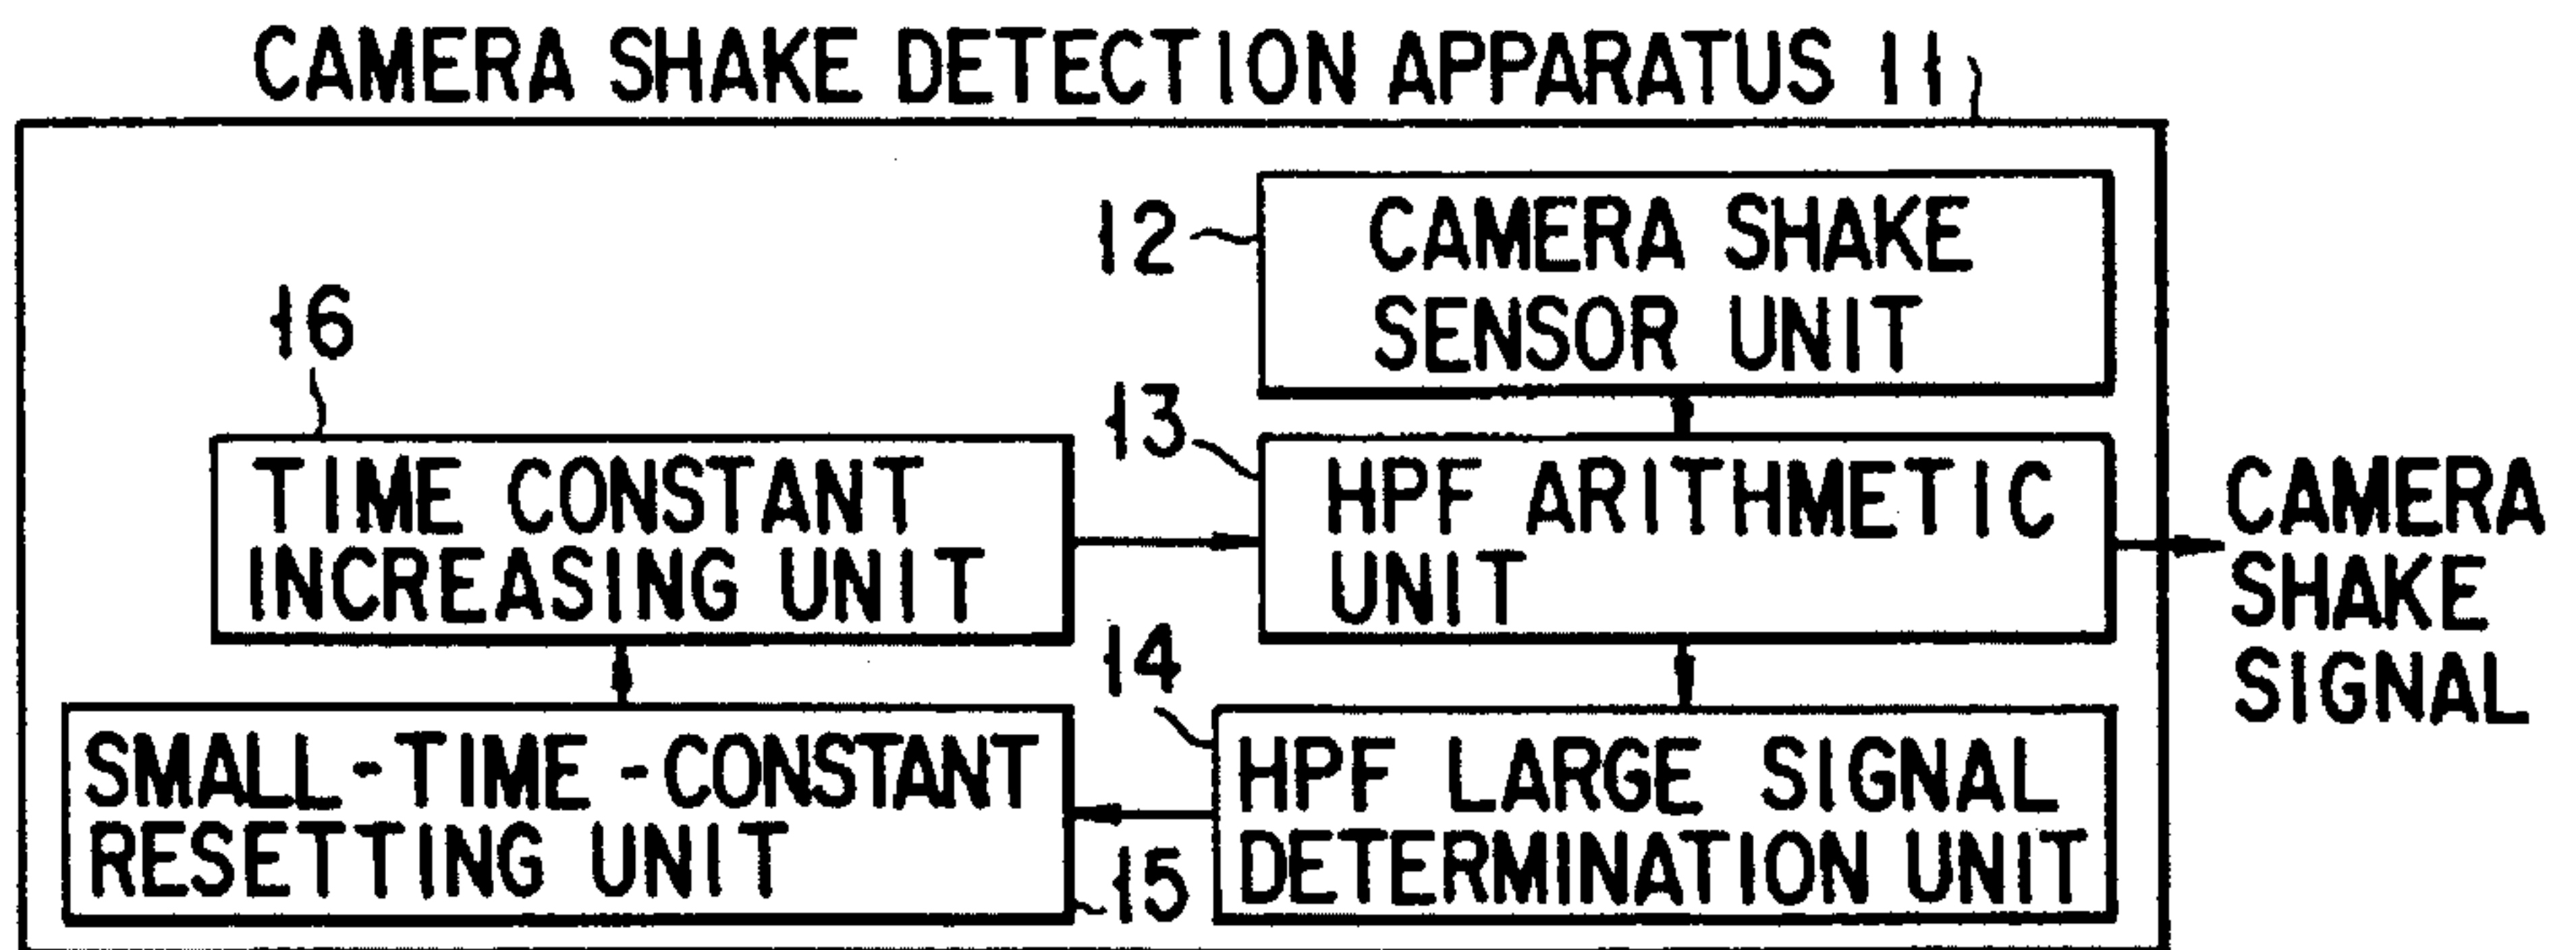 CAMERA SHAKE DETECTION APPARATUS 11
12
CAMERA SHAKE
SENSOR UNIT
16
13
TIME CONSTANT
INCREASING UNIT
HPF ARITHMETIC
UNIT
CAMERA
SHAKE
SIGNAL
14
SMALL-TIME-CONSTANT
RESETTING UNIT
15
HPF LARGE SIGNAL
DETERMINATION UNIT